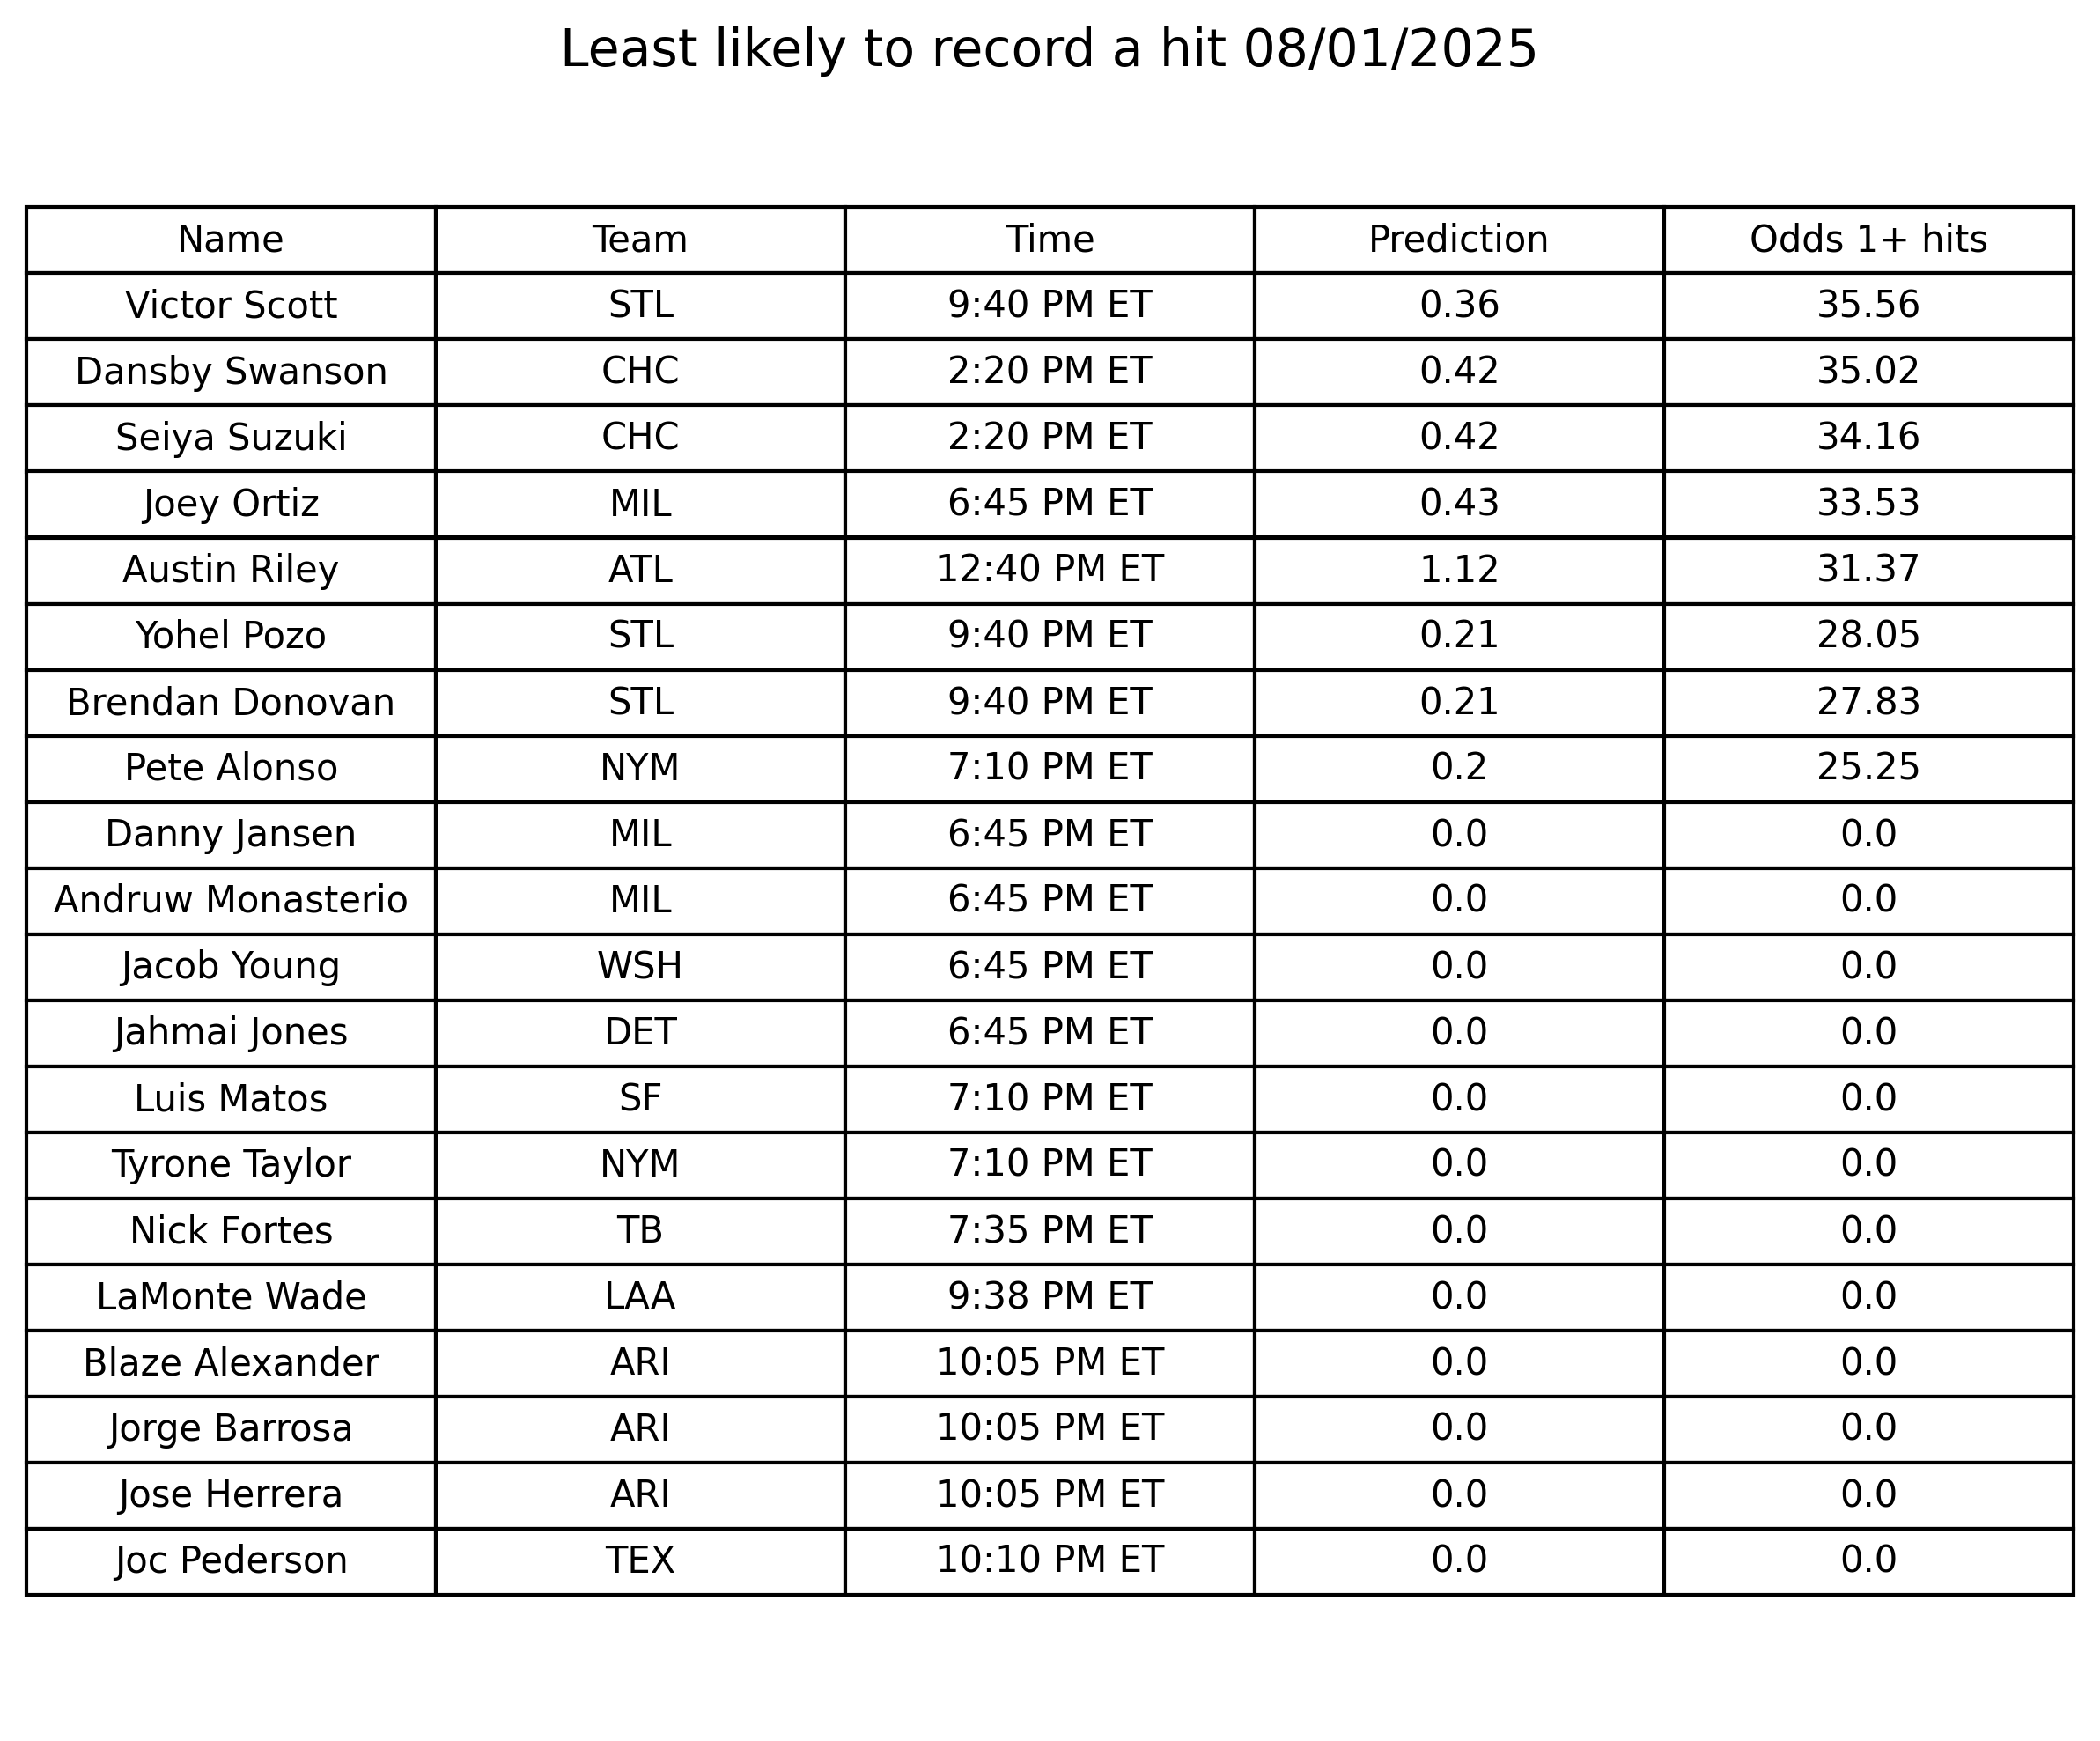 Least likely to record a hit 08/01/2025
Name Team Time Prediction Odds 1+ hits
Victor Scott STL 9:40 PM ET 0.36 35.56
Dansby Swanson CHC 2:20 PM ET 0.42 35.02
Seiya Suzuki CHC 2:20 PM ET 0.42 34.16
Joey Ortiz MIL 6:45 PM ET 0.43 33.53
Austin Riley ATL 12:40 PM ET 1.12 31.37
Yohel Pozo STL 9:40 PM ET 0.21 28.05
Brendan Donovan STL 9:40 PM ET 0.21 27.83
Pete Alonso NYM 7:10 PM ET 0.2 25.25
Danny Jansen MIL 6:45 PM ET 0.0 0.0
Andruw Monasterio MIL 6:45 PM ET 0.0 0.0
Jacob Young WSH 6:45 PM ET 0.0 0.0
Jahmai Jones DET 6:45 PM ET 0.0 0.0
Luis Matos SF 7:10 PM ET 0.0 0.0
Tyrone Taylor NYM 7:10 PM ET 0.0 0.0
Nick Fortes TB 7:35 PM ET 0.0 0.0
LaMonte Wade LAA 9:38 PM ET 0.0 0.0
Blaze Alexander ARI 10:05 PM ET 0.0 0.0
Jorge Barrosa ARI 10:05 PM ET 0.0 0.0
Jose Herrera ARI 10:05 PM ET 0.0 0.0
Joc Pederson TEX 10:10 PM ET 0.0 0.0